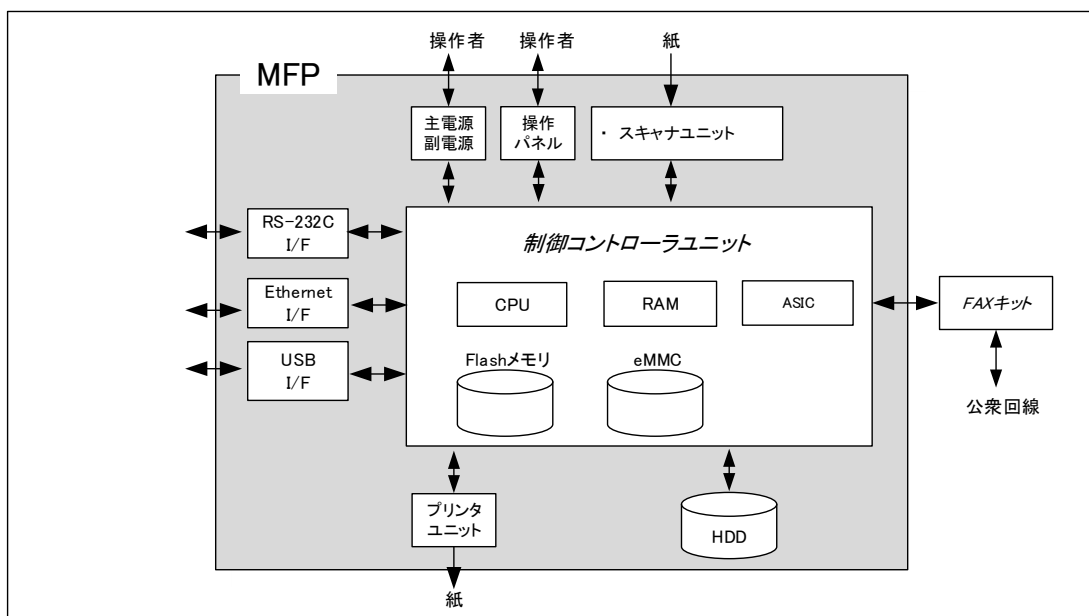 操作者
操作者
紙
MFP
主電源
副電源
操作
パネル
・ スキャナユニット
RS-232C
I/F
制御コントローラユニット
Ethernet
I/F
CPU
RAM
ASIC
FAXキット
USB
I/F
Flashメモリ
eMMC
公衆回線
プリンタ
ユニット
HDD
紙